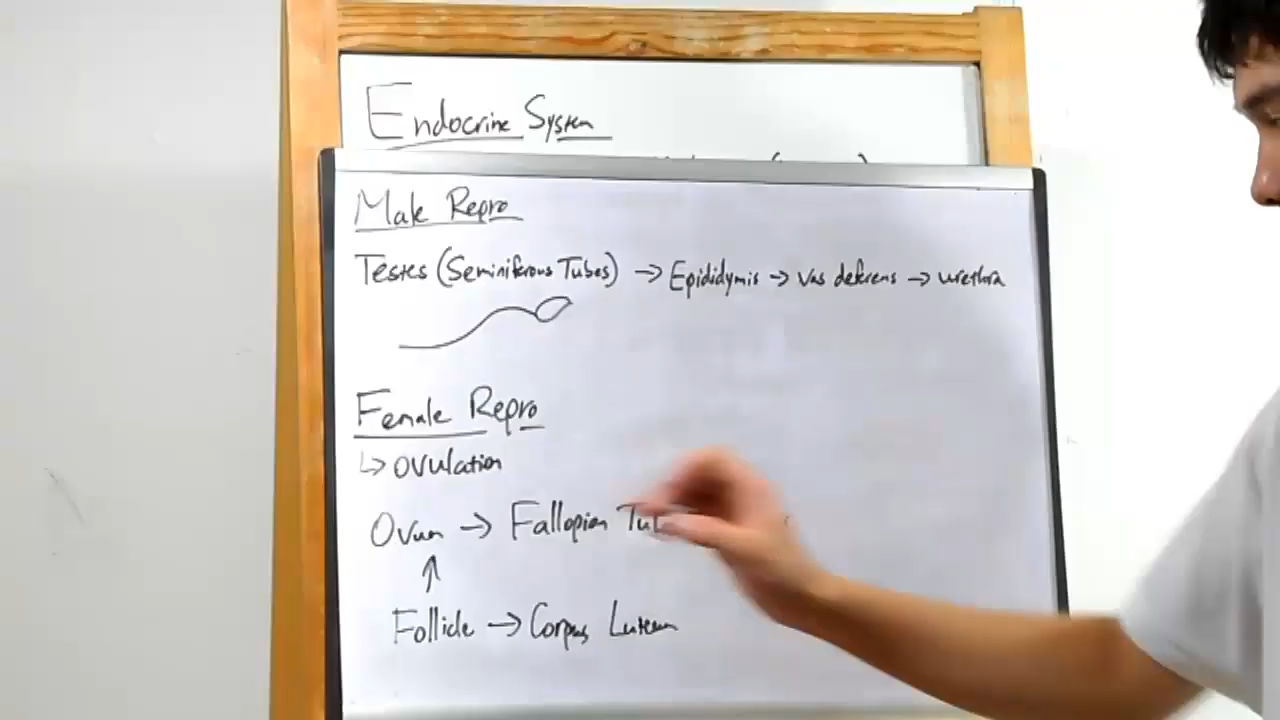 Endocrine System
Male Repro
Testes (Seminiferous Tubes) → Epididymis → Vas deferens → urethra
Female Repro
↳ Ovulation
Ovum → Fallopian
Follicle → Corpus Luteum